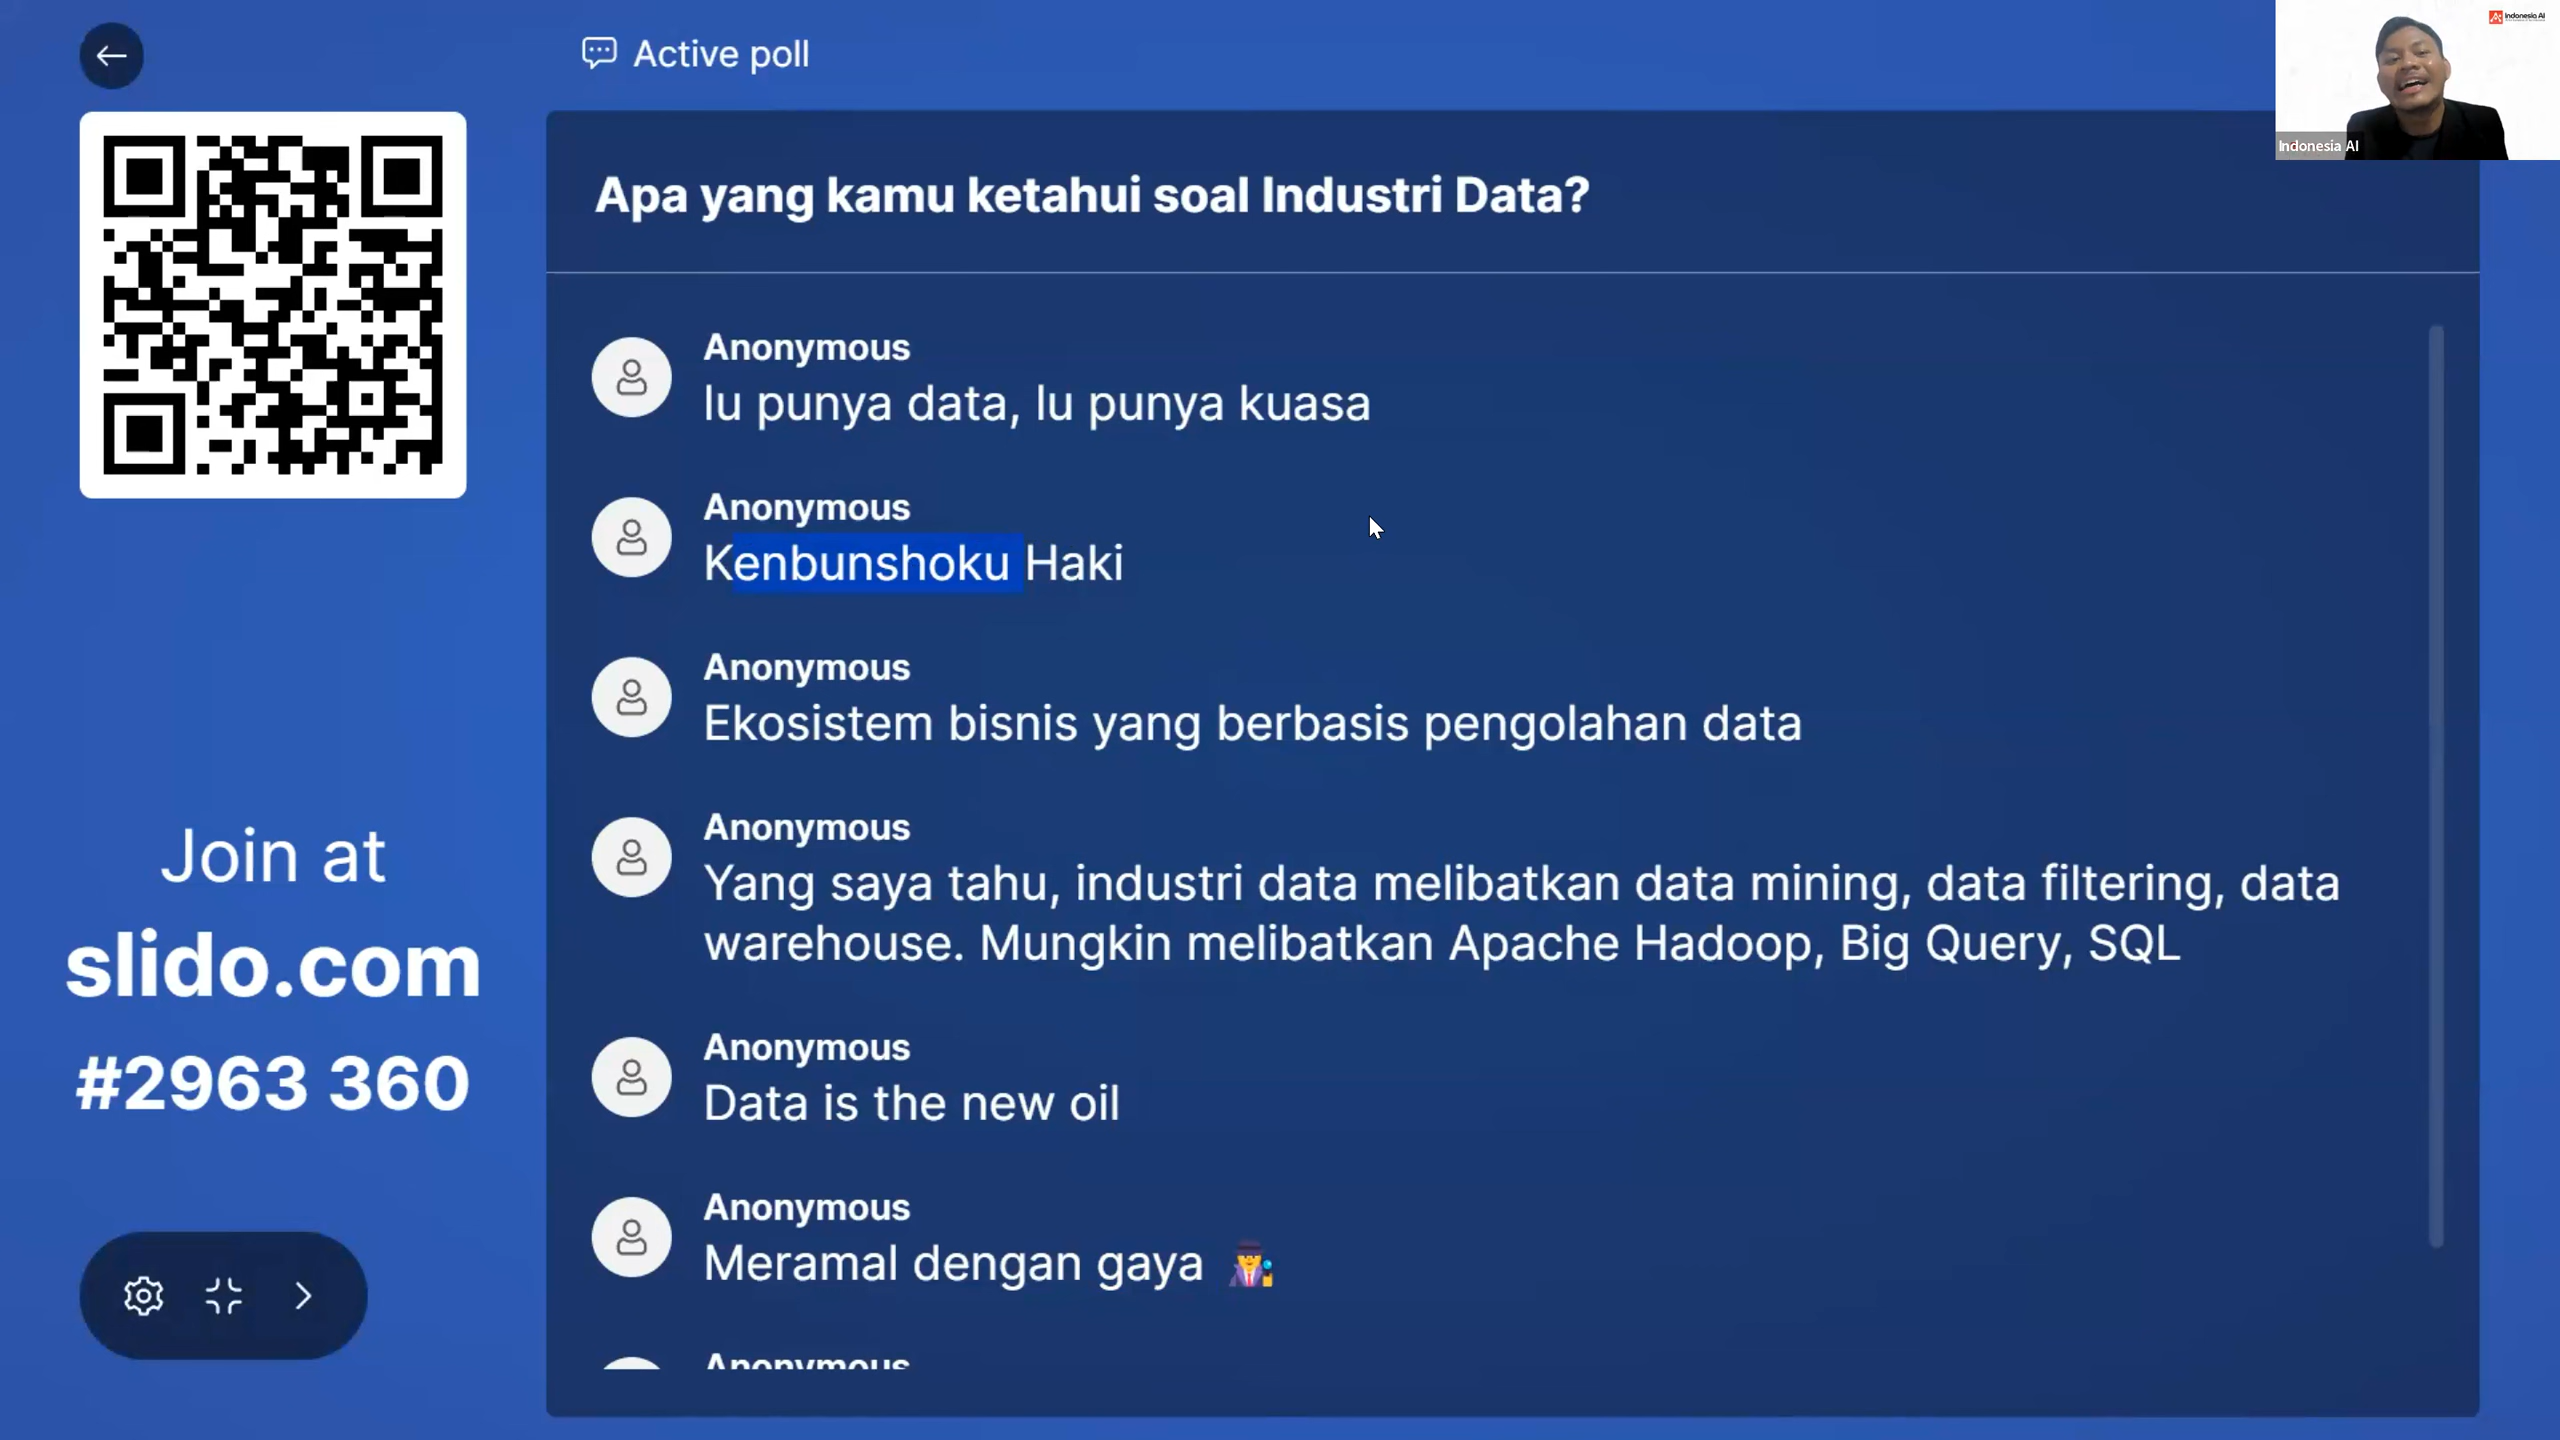 Active poll
Indonesia AI
Indonesia AI
Apa yang kamu ketahui soal Industri Data?
Anonymous
lu punya data, lu punya kuasa
Anonymous
Kenbunshoku Haki
Anonymous
Ekosistem bisnis yang berbasis pengolahan data
Anonymous
Yang saya tahu, industri data melibatkan data mining, data filtering, data
warehouse. Mungkin melibatkan Apache Hadoop, Big Query, SQL
Anonymous
Data is the new oil
Anonymous
Meramal dengan gaya
Anonymous
Join at
slido.com
#2963 360